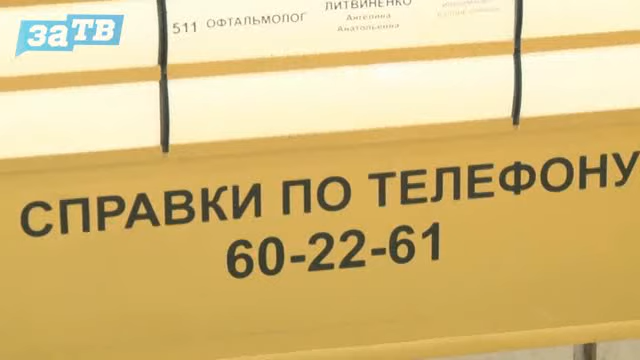 заТВ
511 ОФТАЛЬМОЛОГ
ЛИТВИНЕНКО
Ангелина
Анатольевна
СПРАВКИ ПО ТЕЛЕФОНУ
60-22-61